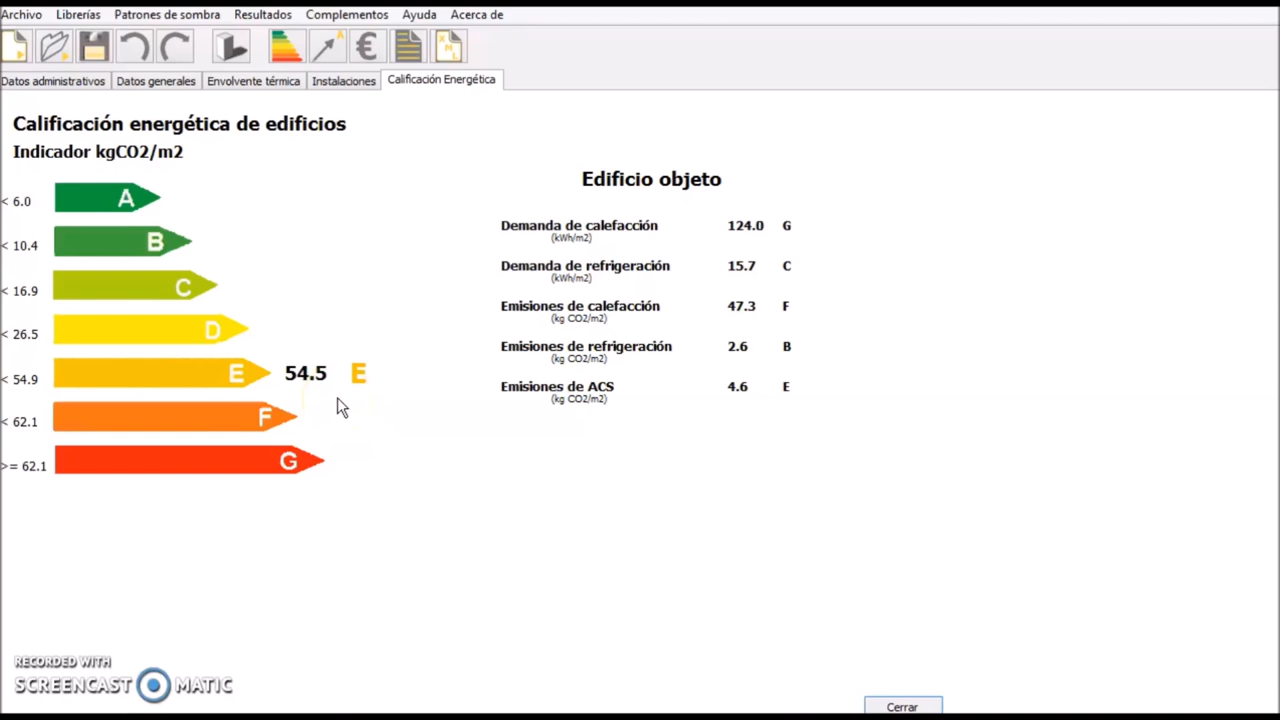 Archivo Librerías Patrones de sombra Resultados Complementos Ayuda Acerca de
A
€
X M L
Datos administrativos Datos generales Envolvente térmica Instalaciones Calificación Energética
Calificación energética de edificios
Indicador kgCO2/m2
Edificio objeto
< 6.0 A
< 10.4 B
< 16.9 C
< 26.5 D
< 54.9 E 54.5 E
< 62.1 F
>= 62.1 G
Demanda de calefacción 124.0 G
(kWh/m2)
Demanda de refrigeración 15.7 C
(kWh/m2)
Emisiones de calefacción 47.3 F
(kg CO2/m2)
Emisiones de refrigeración 2.6 B
(kg CO2/m2)
Emisiones de ACS 4.6 E
(kg CO2/m2)
RECORDED WITH
SCREENCAST MATIC
Cerrar